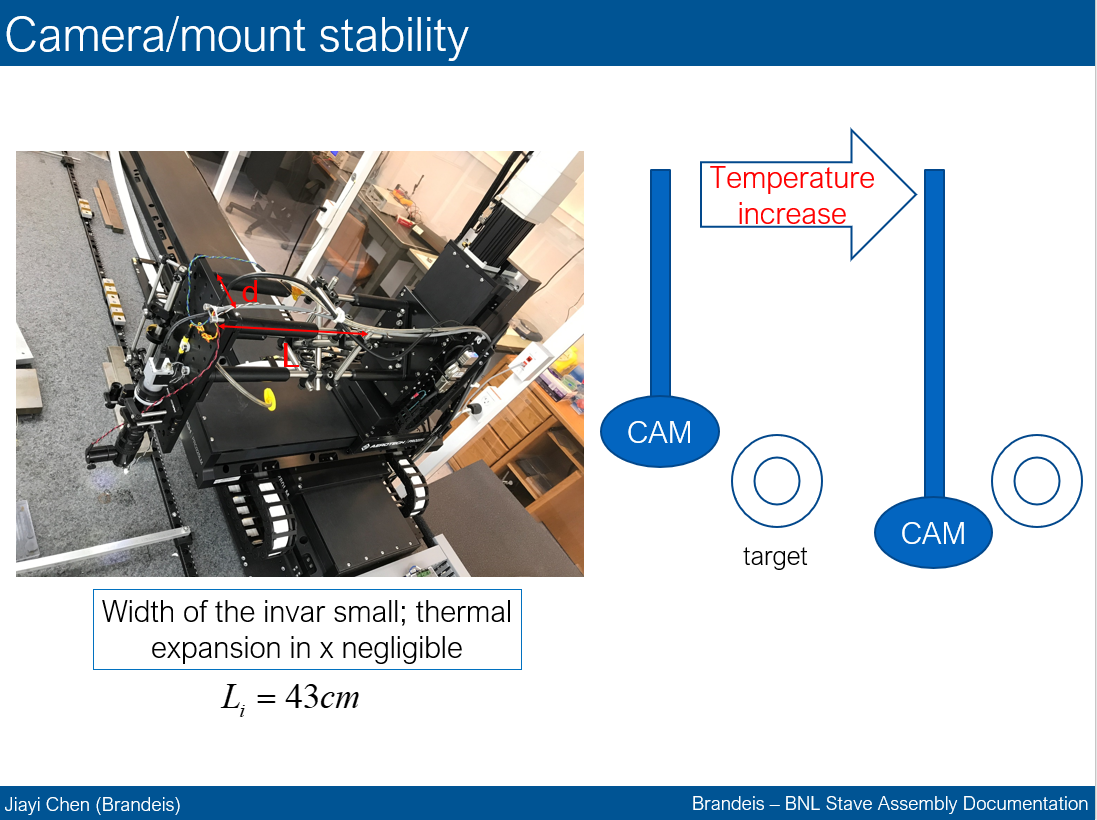 Camera/mount stability
d
L
AEROTECH
Width of the invar small; thermal
expansion in x negligible
L_i = 43cm
Temperature
increase
CAM
target
CAM
Jiayi Chen (Brandeis)
Brandeis – BNL Stave Assembly Documentation